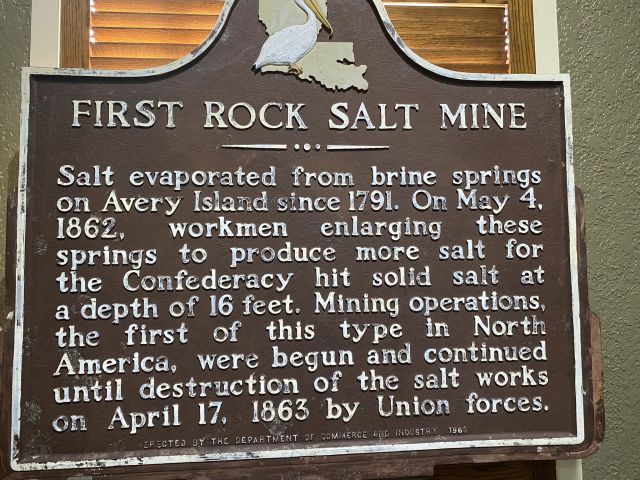 FIRST ROCK SALT MINE
Salt evaporated from brine springs
on Avery Island since 1791. On May 4,
1862, workmen enlarging these
springs to produce more salt for
the Confederacy hit solid salt at
a depth of 16 feet. Mining operations,
the first of this type in North
America, were begun and continued
until destruction of the salt works
on April 17, 1863 by Union forces.
ERECTED BY THE DEPARTMENT OF COMMERCE AND INDUSTRY,